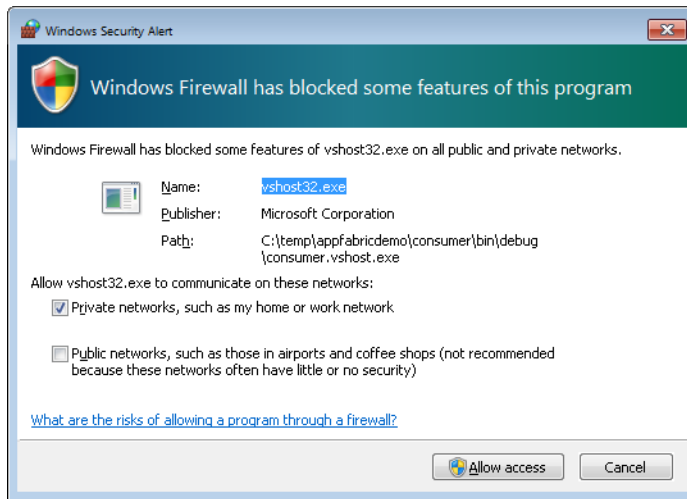 Windows Security Alert
Windows Firewall has blocked some features of this program
Windows Firewall has blocked some features of vshost32.exe on all public and private networks.
Name: vshost32.exe
Publisher: Microsoft Corporation
Path: C:\temp\appfabricdemo\consumer\bin\debug
\consumer.vshost.exe
Allow vshost32.exe to communicate on these networks:
Private networks, such as my home or work network
Public networks, such as those in airports and coffee shops (not recommended
because these networks often have little or no security)
What are the risks of allowing a program through a firewall?
Allow access Cancel